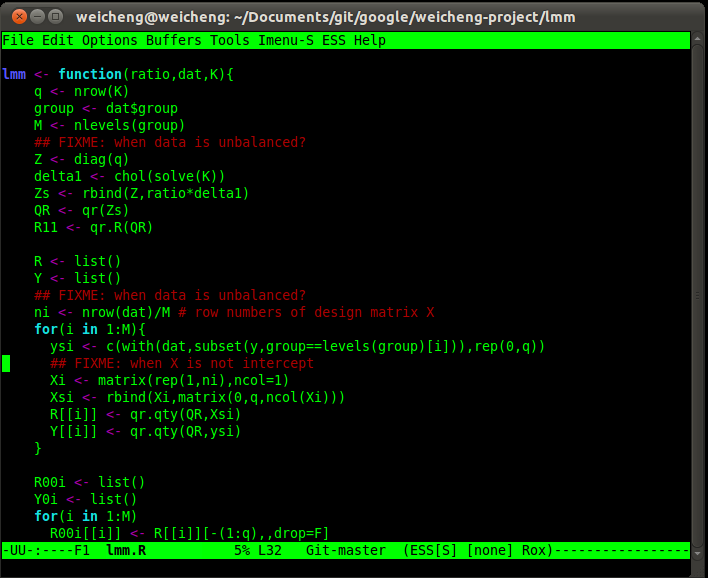 weicheng@weicheng: ~/Documents/git/google/weicheng-project/lmm
File Edit Options Buffers Tools Imenu-S ESS Help
lmm <- function(ratio,dat,K){
    q <- nrow(K)
    group <- dat$group
    M <- nlevels(group)
    ## FIXME: when data is unbalanced?
    Z <- diag(q)
    delta1 <- chol(solve(K))
    Zs <- rbind(Z,ratio*delta1)
    QR <- qr(Zs)
    R11 <- qr.R(QR)
    R <- list()
    Y <- list()
    ## FIXME: when data is unbalanced?
    ni <- nrow(dat)/M # row numbers of design matrix X
    for(i in 1:M){
      ysi <- c(with(dat,subset(y,group==levels(group)[i])),rep(0,q))
      ## FIXME: when X is not intercept
      Xi <- matrix(rep(1,ni),ncol=1)
      Xsi <- rbind(Xi,matrix(0,q,ncol(Xi)))
      R[[i]] <- qr.qty(QR,Xsi)
      Y[[i]] <- qr.qty(QR,ysi)
    }
    R00i <- list()
    Y0i <- list()
    for(i in 1:M)
      R00i[[i]] <- R[[i]][-(1:q),,drop=F]
-UU-:----F1  lmm.R           5% L32   Git-master  (ESS[S] [none] Rox)-----------------